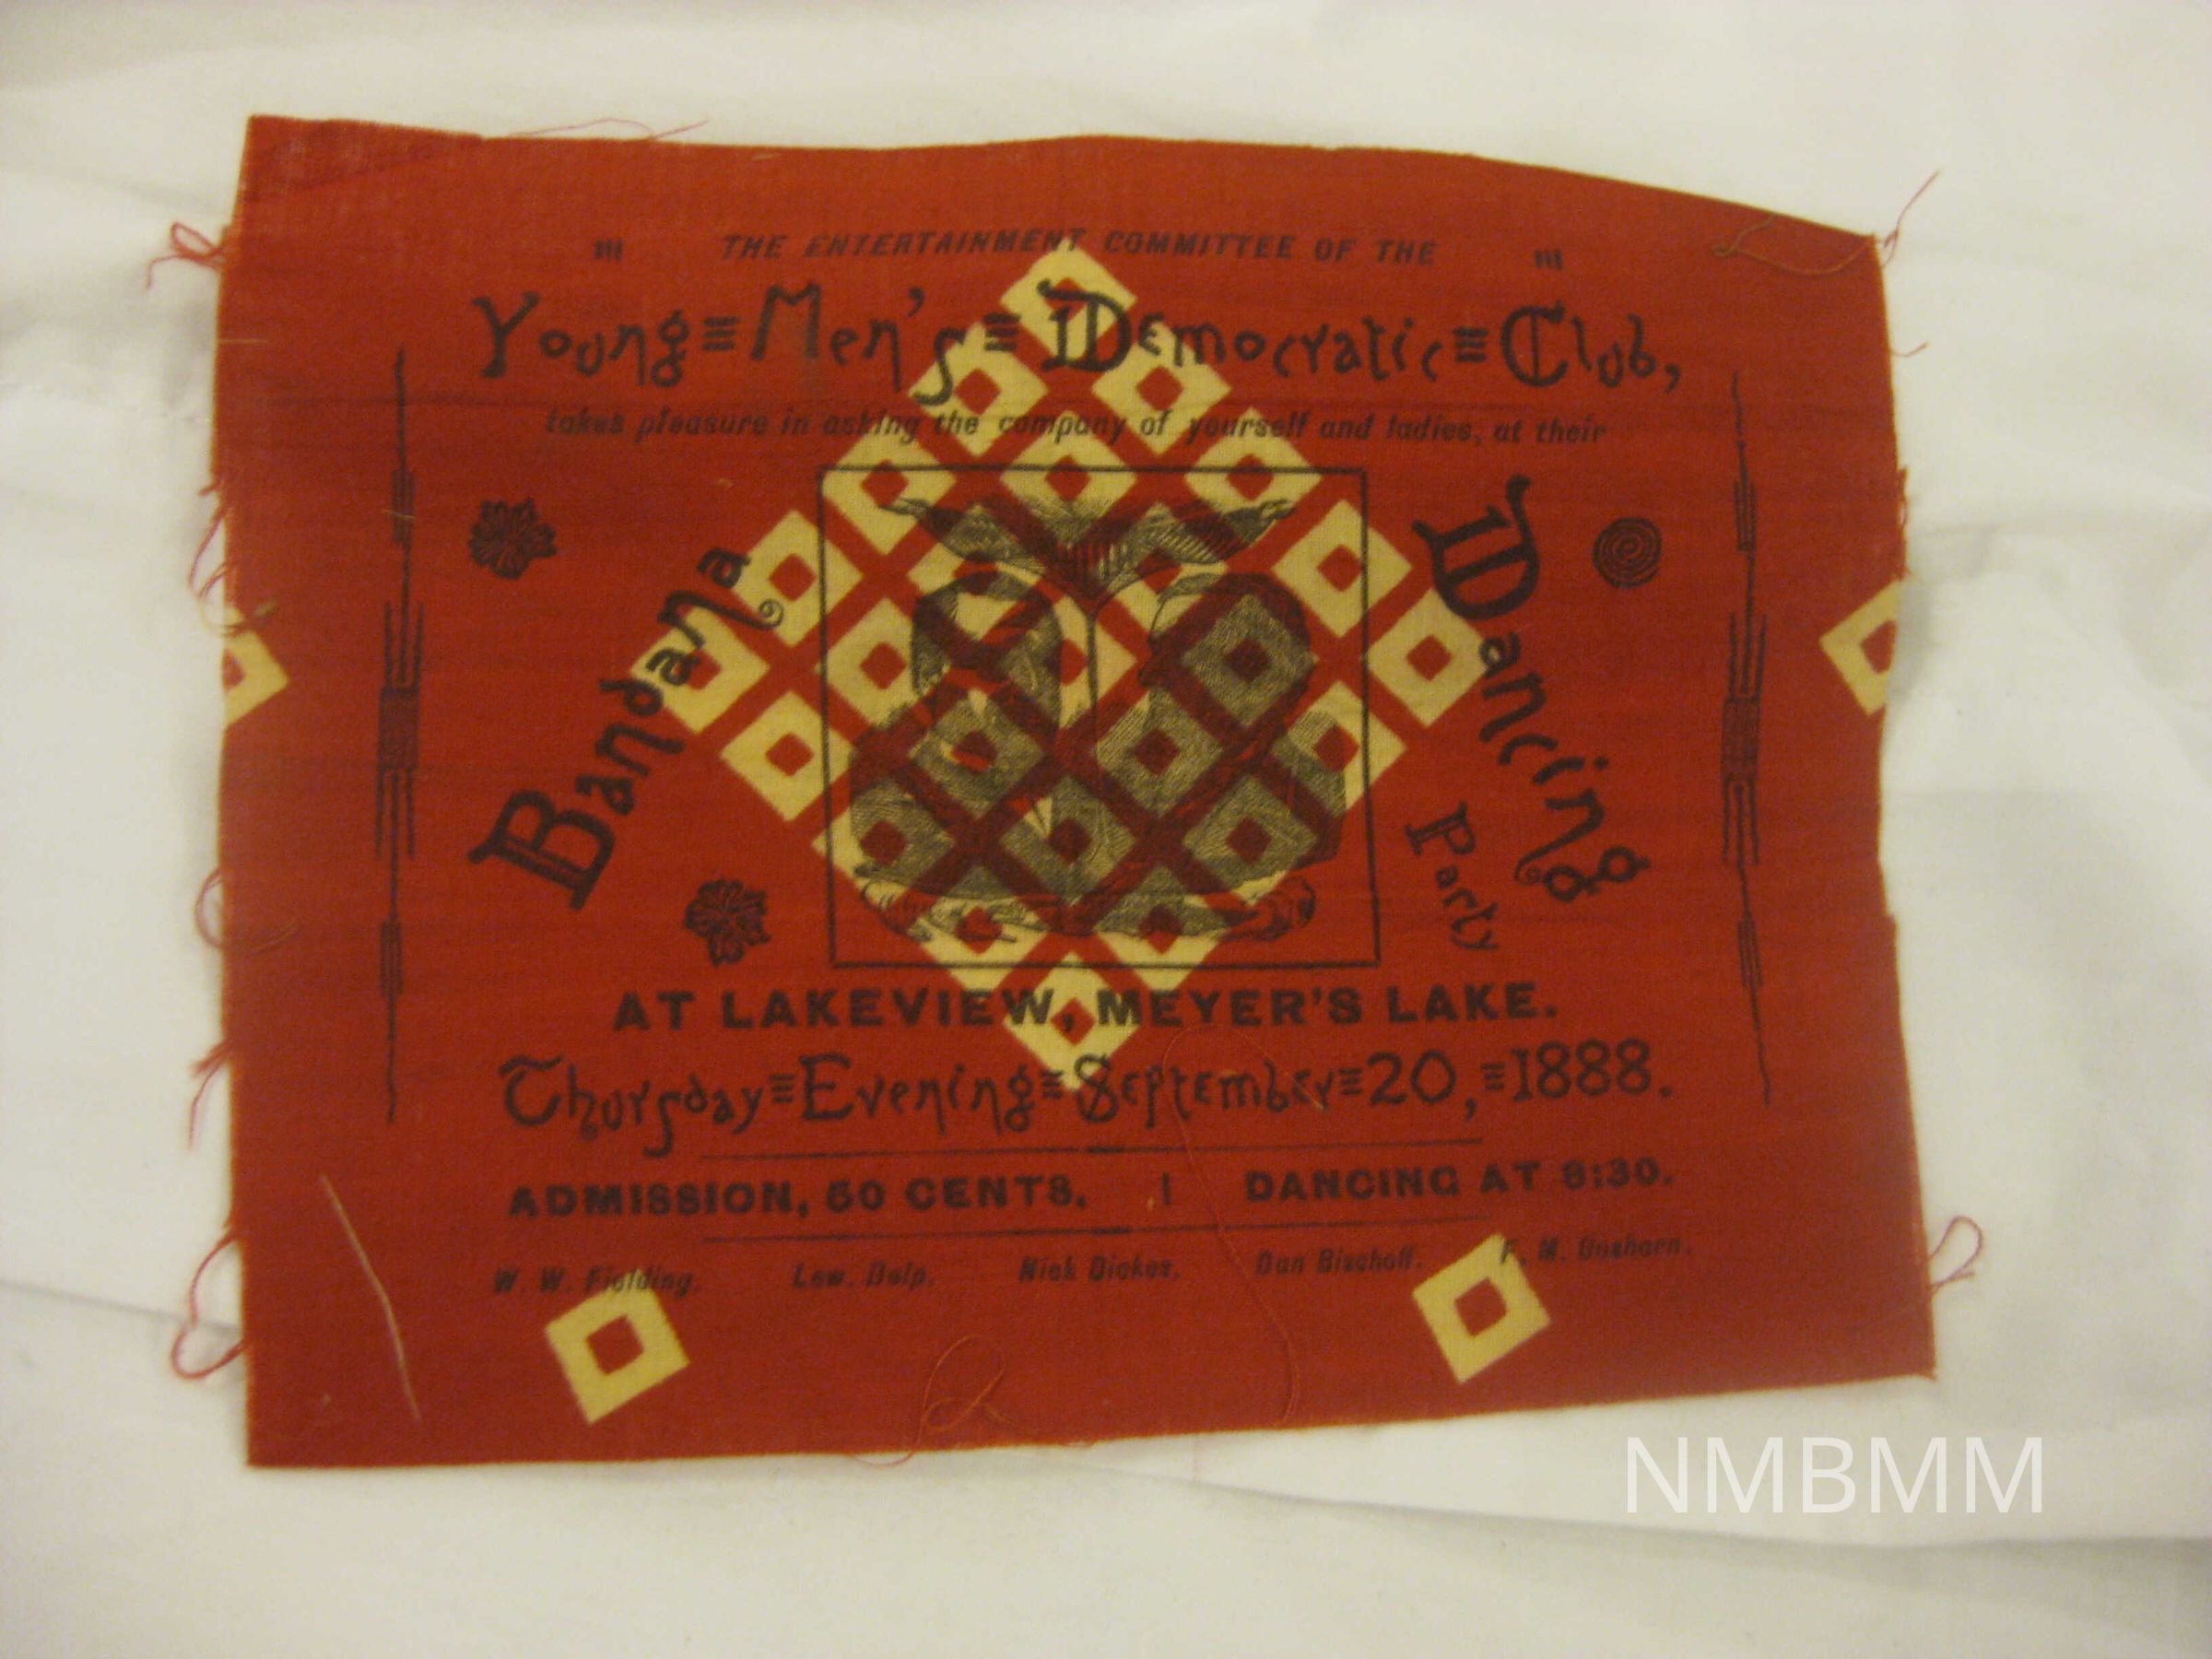 THE ENTERTAINMENT COMMITTEE OF THE
Young Men's Democratic Club,
takes pleasure in asking the company of yourself and ladies, at their
Bandana Dancing
Party
AT LAKEVIEW, MEYER'S LAKE.
Thursday Evening September 20, 1888.
ADMISSION, 50 CENTS. | DANCING AT 8:30.
W. W. Fielding. Lew. Dolp. Nick Dickes. Dan Bischoff. F. M.
NMBMM